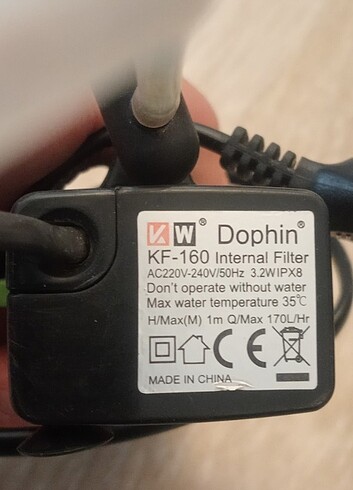 KW® Dophin®
KF-160 Internal Filter
AC220V-240V/50Hz 3.2W IPX8
Don't operate without water
Max water temperature 35℃
H/Max(M) 1m Q/Max 170L/Hr
CE
MADE IN CHINA